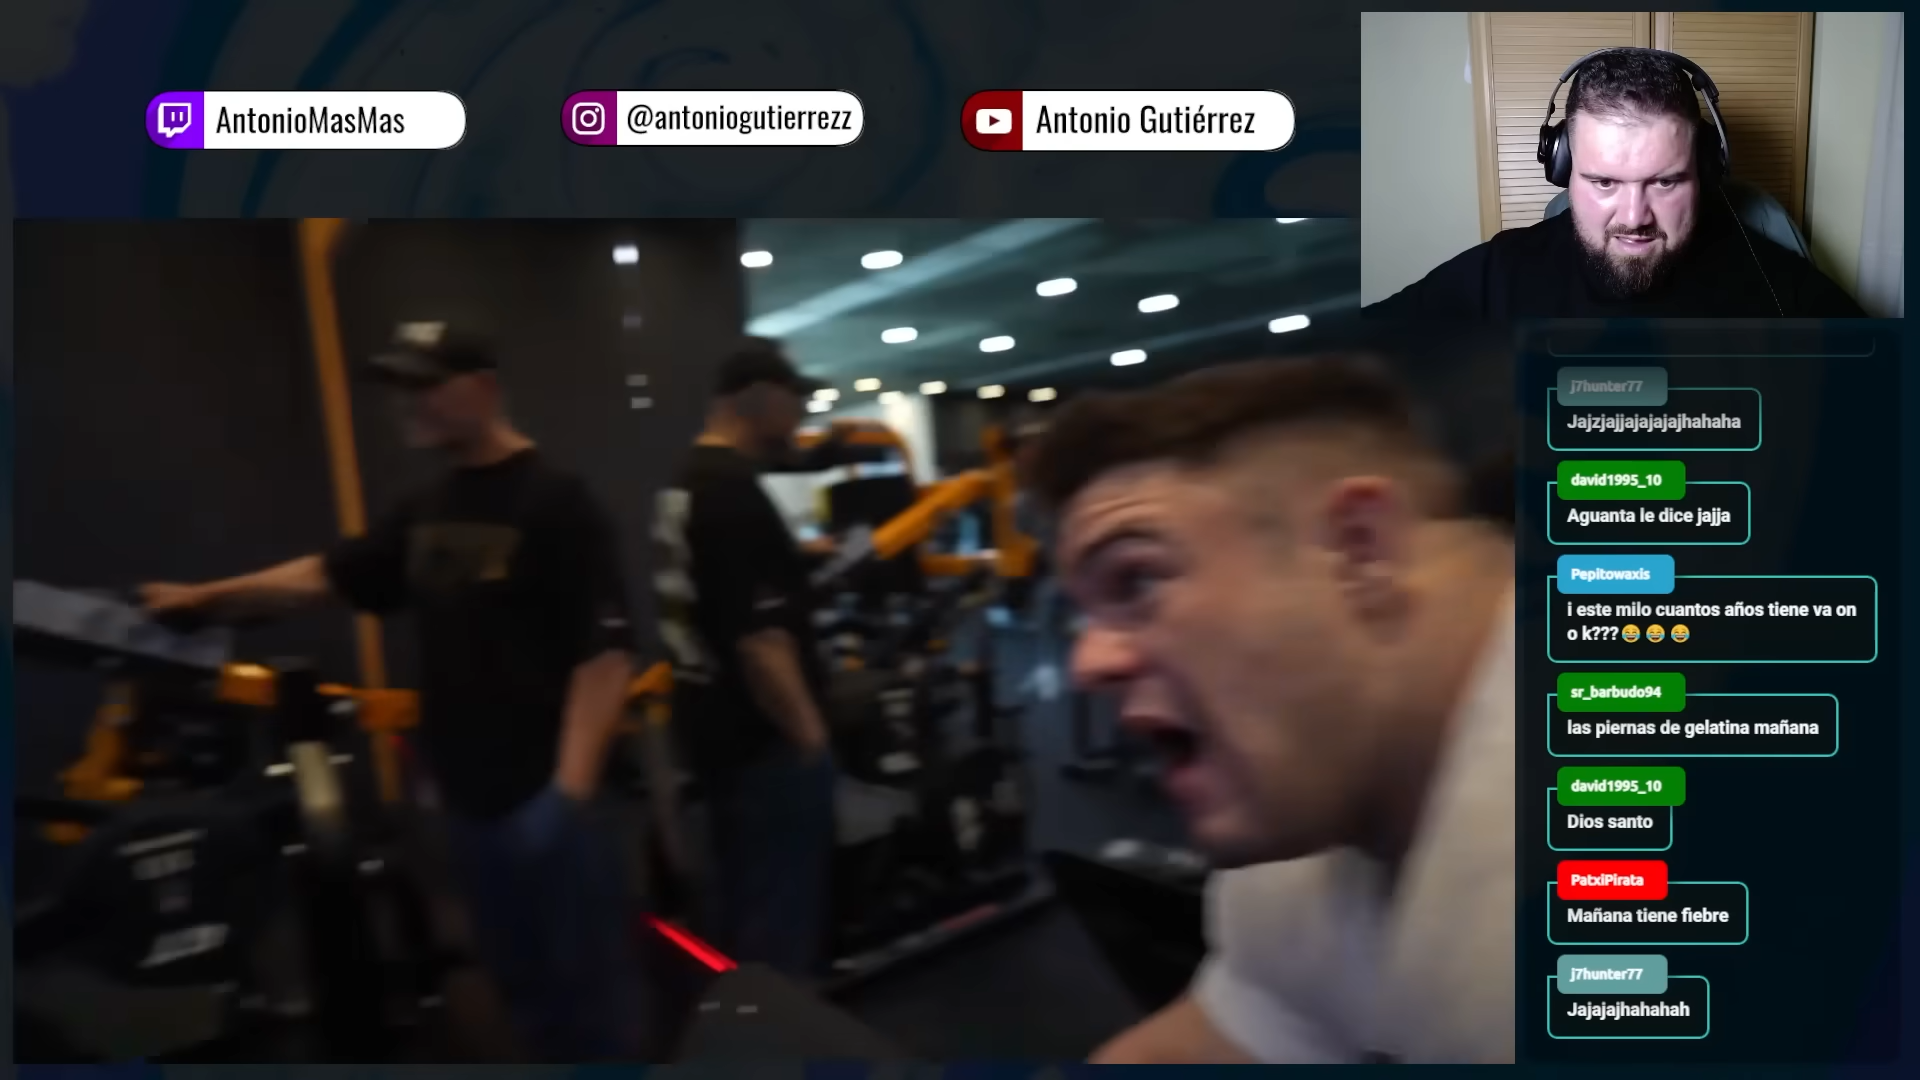 AntonioMasMas
@antoniogutierrezz
Antonio Gutiérrez
j7hunter77
Jajzjajjajajajajhahaha
david1995_10
Aguanta le dice jajja
Pepitowaxis
i este milo cuantos años tiene va on
o k???😂 😂 😂
sr_barbudo94
las piernas de gelatina mañana
david1995_10
Dios santo
PatxiPirata
Mañana tiene fiebre
j7hunter77
Jajajajhahahah